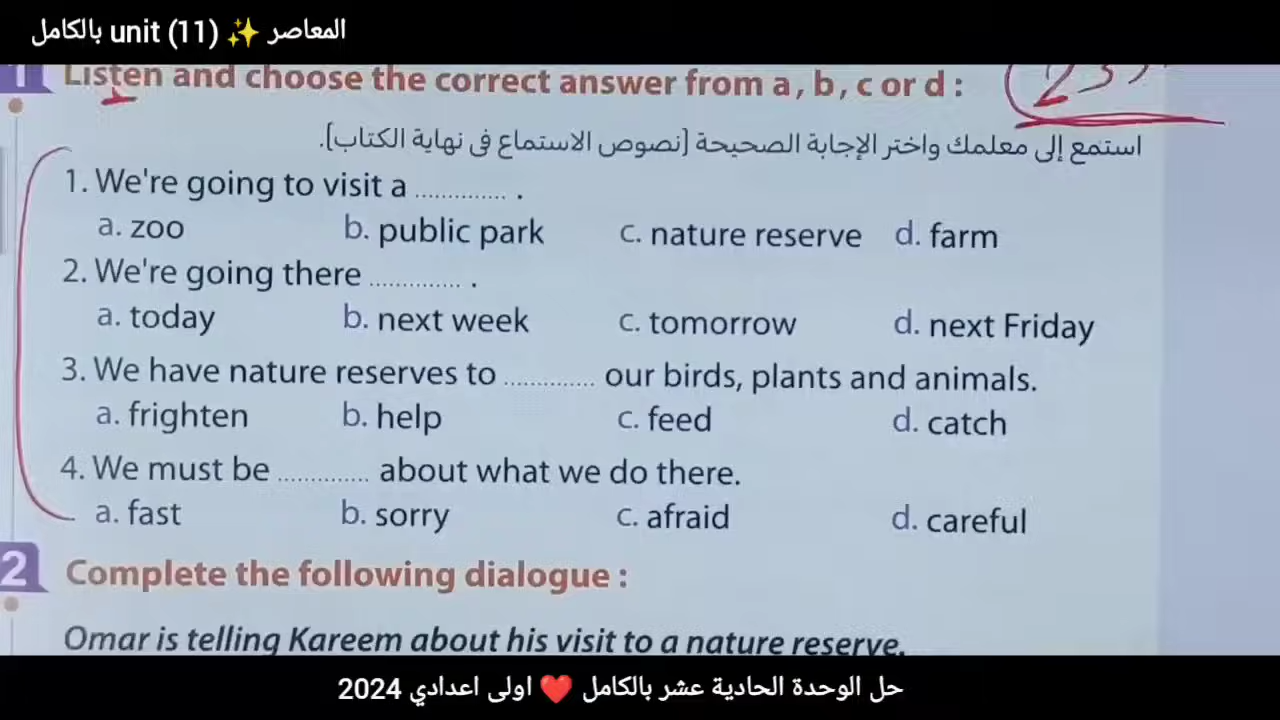 المعاصر ✨ unit (11) بالكامل
1 Listen and choose the correct answer from a, b, c or d :
استمع إلى معلمك واختر الإجابة الصحيحة (نصوص الاستماع فى نهاية الكتاب).
1. We're going to visit a .............. .
a. zoo b. public park c. nature reserve d. farm
2. We're going there .............. .
a. today b. next week c. tomorrow d. next Friday
3. We have nature reserves to .............. our birds, plants and animals.
a. frighten b. help c. feed d. catch
4. We must be .............. about what we do there.
a. fast b. sorry c. afraid d. careful
2 Complete the following dialogue :
Omar is telling Kareem about his visit to a nature reserve.
حل الوحدة الحادية عشر بالكامل ❤️ اولى اعدادي 2024